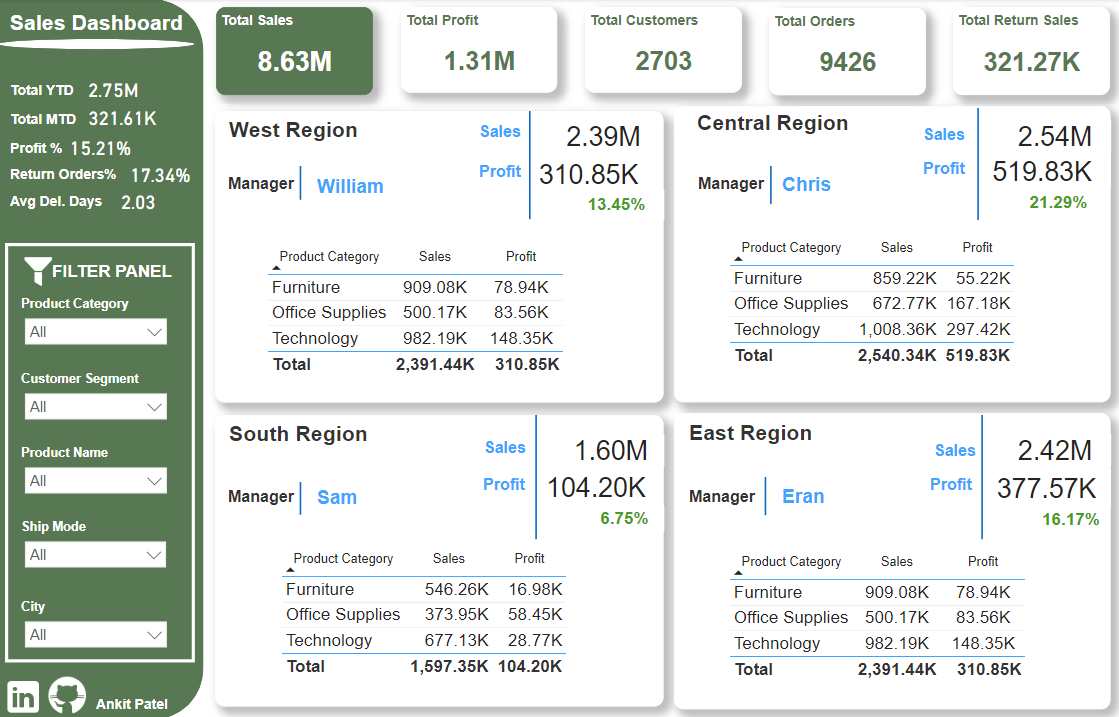 Sales Dashboard
Total YTD 2.75M
Total MTD 321.61K
Profit % 15.21%
Return Orders% 17.34%
Avg Del. Days 2.03
FILTER PANEL
Product Category
All
Customer Segment
All
Product Name
All
Ship Mode
All
City
All
in
Ankit Patel
Total Sales
8.63M
Total Profit
1.31M
Total Customers
2703
Total Orders
9426
Total Return Sales
321.27K
West Region
Sales 2.39M
Profit 310.85K
13.45%
Manager William
Product Category Sales Profit
Furniture 909.08K 78.94K
Office Supplies 500.17K 83.56K
Technology 982.19K 148.35K
Total 2,391.44K 310.85K
Central Region
Sales 2.54M
Profit 519.83K
21.29%
Manager Chris
Product Category Sales Profit
Furniture 859.22K 55.22K
Office Supplies 672.77K 167.18K
Technology 1,008.36K 297.42K
Total 2,540.34K 519.83K
South Region
Sales 1.60M
Profit 104.20K
6.75%
Manager Sam
Product Category Sales Profit
Furniture 546.26K 16.98K
Office Supplies 373.95K 58.45K
Technology 677.13K 28.77K
Total 1,597.35K 104.20K
East Region
Sales 2.42M
Profit 377.57K
16.17%
Manager Eran
Product Category Sales Profit
Furniture 909.08K 78.94K
Office Supplies 500.17K 83.56K
Technology 982.19K 148.35K
Total 2,391.44K 310.85K